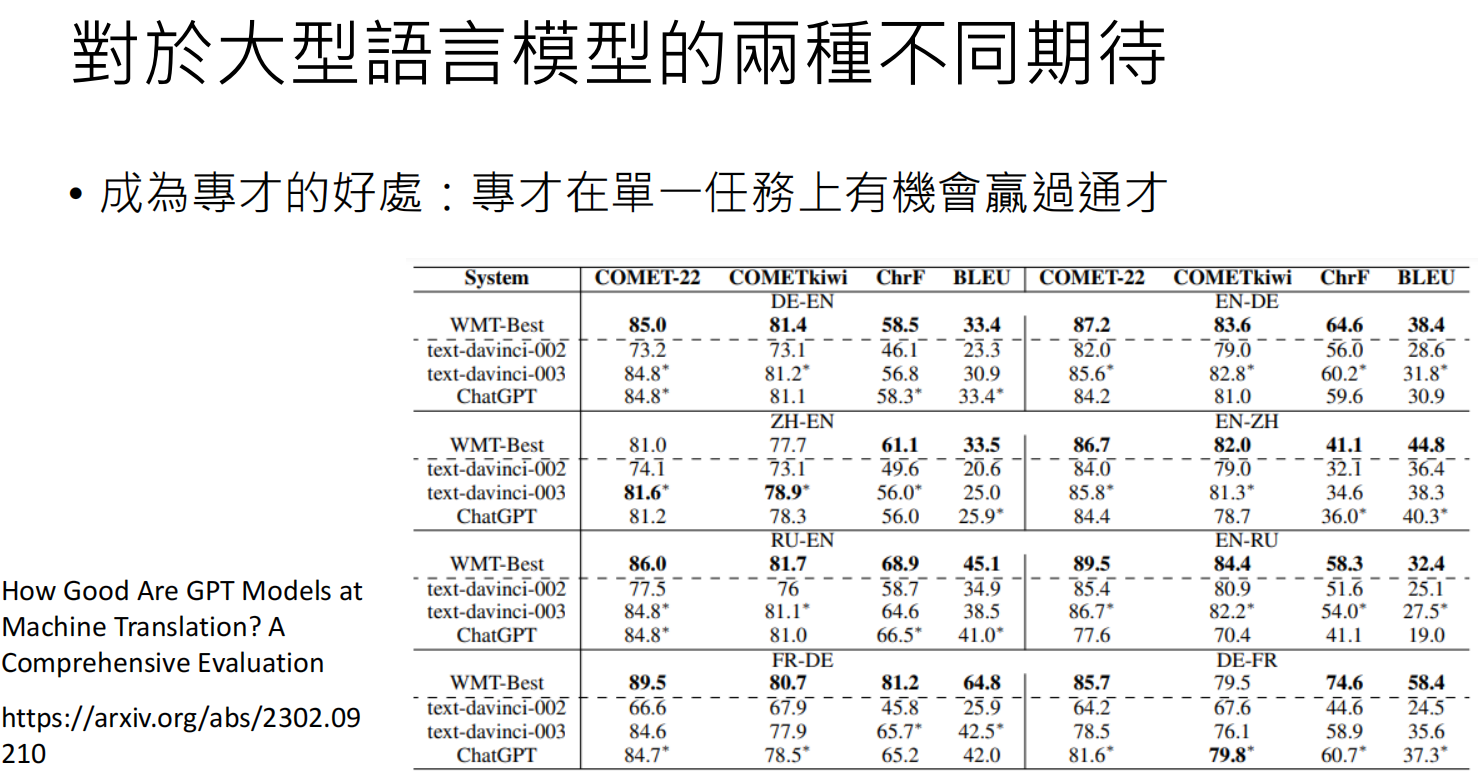 對於大型語言模型的兩種不同期待
• 成為專才的好處：專才在單一任務上有機會贏過通才
System COMET-22 COMETkiwi ChrF BLEU COMET-22 COMETkiwi ChrF BLEU
DE-EN EN-DE
WMT-Best 85.0 81.4 58.5 33.4 87.2 83.6 64.6 38.4
text-davinci-002 73.2 73.1 46.1 23.3 82.0 79.0 56.0 28.6
text-davinci-003 84.8* 81.2* 56.8 30.9 85.6* 82.8* 60.2* 31.8*
ChatGPT 84.8* 81.1 58.3* 33.4* 84.2 81.0 59.6 30.9
ZH-EN EN-ZH
WMT-Best 81.0 77.7 61.1 33.5 86.7 82.0 41.1 44.8
text-davinci-002 74.1 73.1 49.6 20.6 84.0 79.0 32.1 36.4
text-davinci-003 81.6* 78.9* 56.0* 25.0 85.8* 81.3* 34.6 38.3
ChatGPT 81.2 78.3 56.0 25.9* 84.4 78.7 36.0* 40.3*
RU-EN EN-RU
WMT-Best 86.0 81.7 68.9 45.1 89.5 84.4 58.3 32.4
text-davinci-002 77.5 76 58.7 34.9 85.4 80.9 51.6 25.1
text-davinci-003 84.8* 81.1* 64.6 38.5 86.7* 82.2* 54.0* 27.5*
ChatGPT 84.8* 81.0 66.5* 41.0* 77.6 70.4 41.1 19.0
FR-DE DE-FR
WMT-Best 89.5 80.7 81.2 64.8 85.7 79.5 74.6 58.4
text-davinci-002 66.6 67.9 45.8 25.9 64.2 67.6 44.6 24.5
text-davinci-003 84.6 77.9 65.7* 42.5* 78.5 76.1 58.9 35.6
ChatGPT 84.7* 78.5* 65.2 42.0 81.6* 79.8* 60.7* 37.3*
How Good Are GPT Models at
Machine Translation? A
Comprehensive Evaluation
https://arxiv.org/abs/2302.09
210